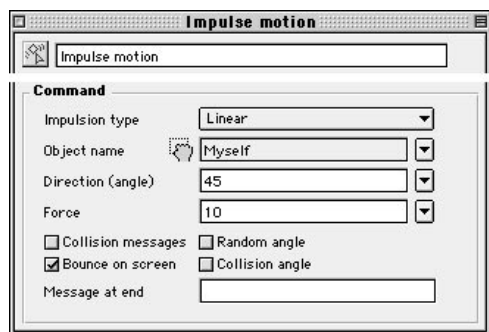 Impulse motion
Impulse motion
Command
Impulsion type Linear
Object name Myself
Direction (angle) 45
Force 10
Collision messages Random angle
Bounce on screen Collision angle
Message at end